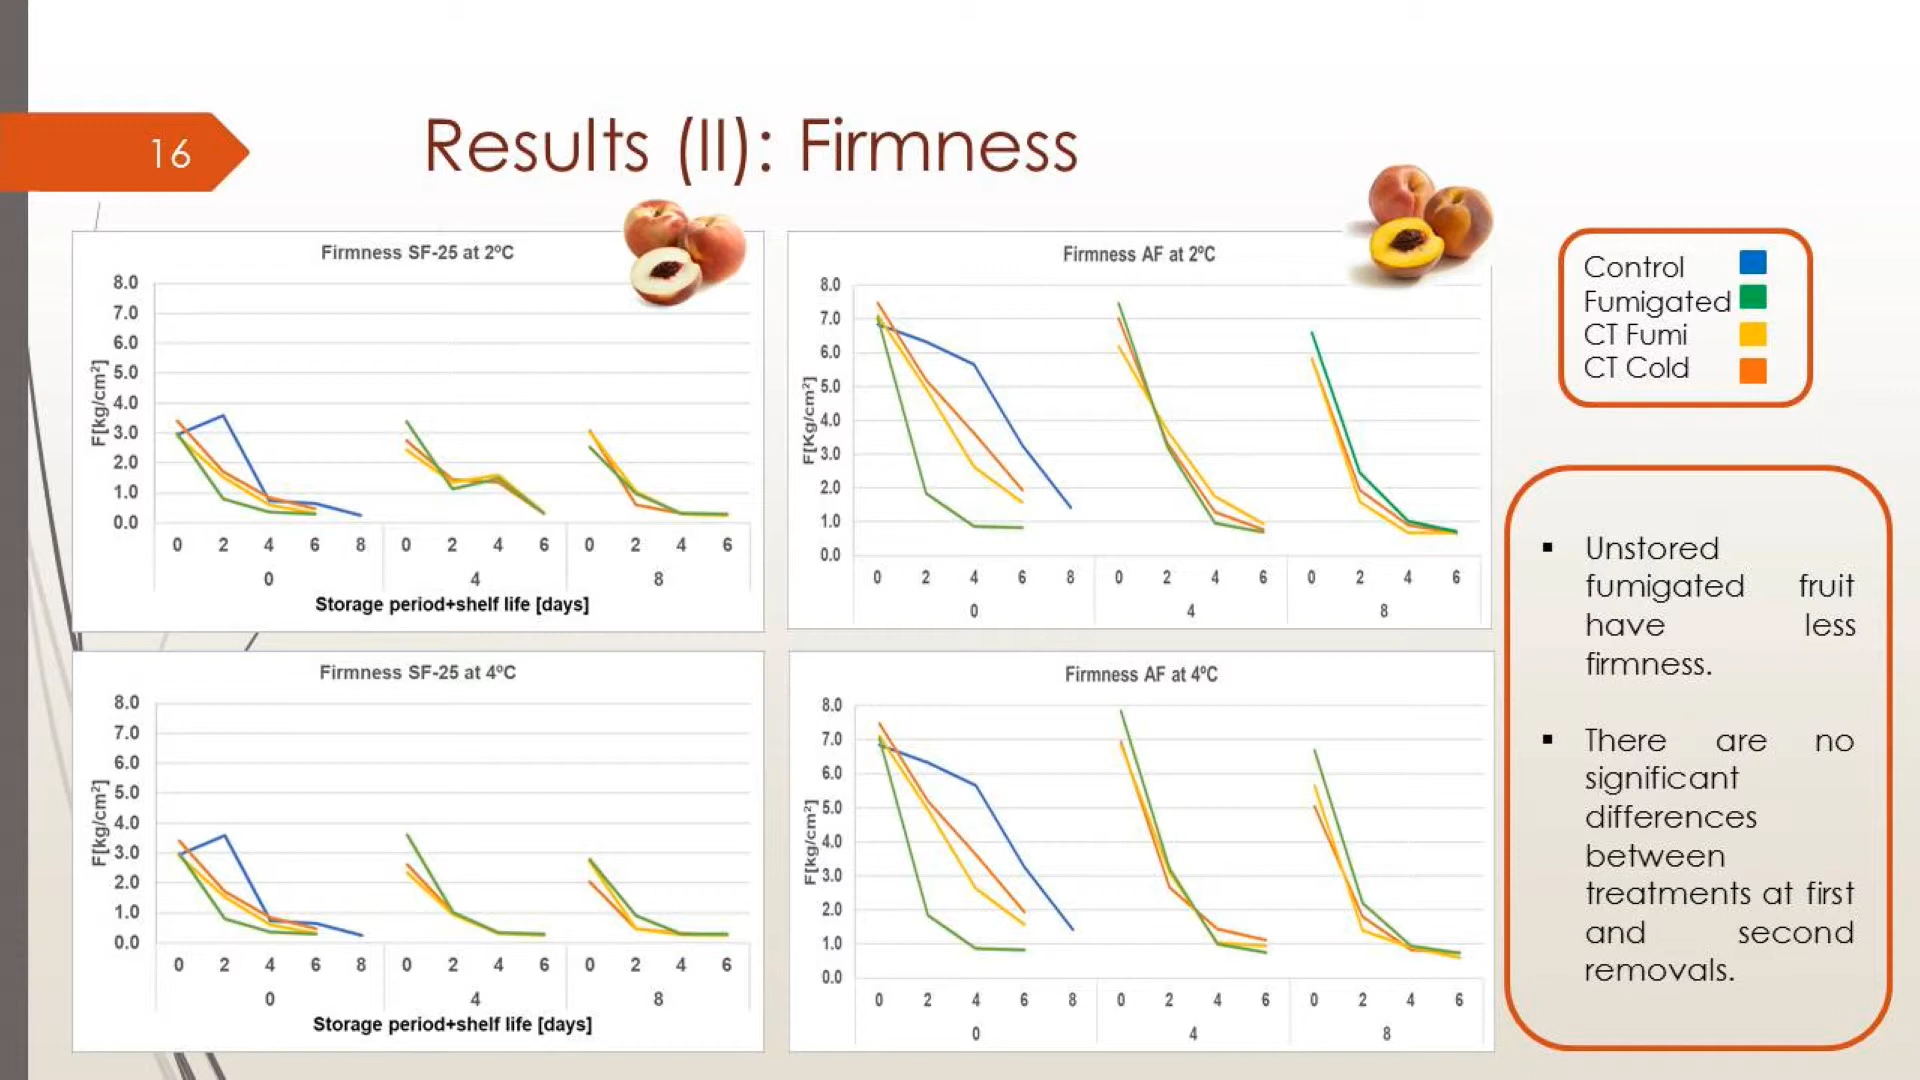 16
Results (II): Firmness
Firmness SF-25 at 2ºC
8.0
7.0
6.0
5.0
4.0
3.0
2.0
1.0
0.0
F[kg/cm²]
0 2 4 6 8 0 2 4 6 0 2 4 6
0 4 8
Storage period+shelf life [days]
Firmness AF at 2ºC
8.0
7.0
6.0
5.0
4.0
3.0
2.0
1.0
0.0
F[Kg/cm²]
0 2 4 6 8 0 2 4 6 0 2 4 6
0 4 8
Firmness SF-25 at 4ºC
8.0
7.0
6.0
5.0
4.0
3.0
2.0
1.0
0.0
F[kg/cm²]
0 2 4 6 8 0 2 4 6 0 2 4 6
0 4 8
Storage period+shelf life [days]
Firmness AF at 4ºC
8.0
7.0
6.0
5.0
4.0
3.0
2.0
1.0
0.0
F[kg/cm²]
0 2 4 6 8 0 2 4 6 0 2 4 6
0 4 8
Control
Fumigated
CT Fumi
CT Cold
▪ Unstored
fumigated fruit
have less
firmness.
▪ There are no
significant
differences
between
treatments at first
and second
removals.